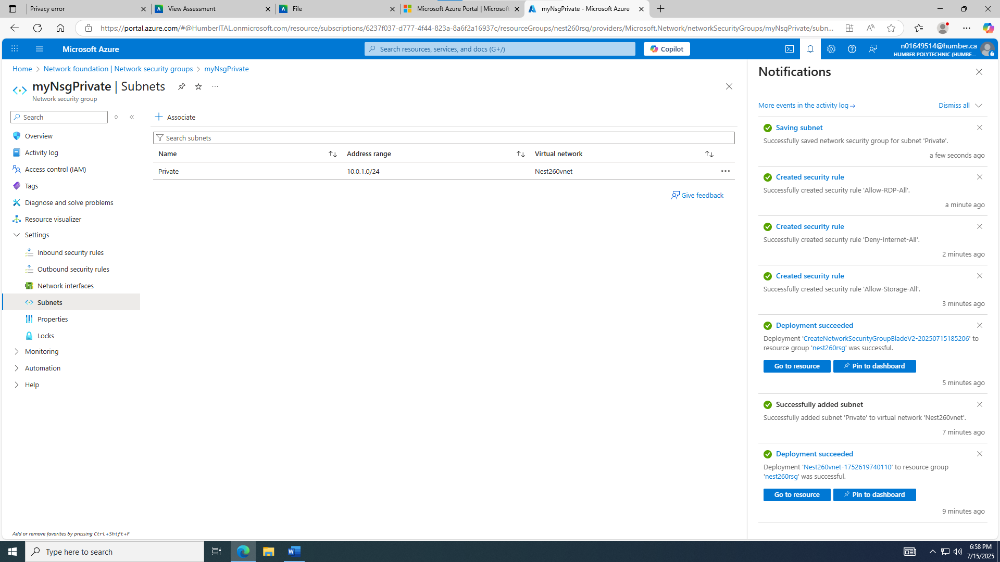 Privacy error
View Assessment
File
Microsoft Azure Portal | Microsoft
myNsgPrivate - Microsoft Azure
https://portal.azure.com/#@HumberITAL.onmicrosoft.com/resource/subscriptions/6237f037-d777-4f44-823a-8a6f2a16937c/resourceGroups/nest260rsg/providers/Microsoft.Network/networkSecurityGroups/myNsgPrivate/subn...
Microsoft Azure
Search resources, services, and docs (G+/)
Copilot
n01649514@humber.ca
HUMBER POLYTECHNIC (HUMBE...
Home
Network foundation | Network security groups
myNsgPrivate
myNsgPrivate | Subnets
Network security group
Search
Overview
Activity log
Access control (IAM)
Tags
Diagnose and solve problems
Resource visualizer
Settings
Inbound security rules
Outbound security rules
Network interfaces
Subnets
Properties
Locks
Monitoring
Automation
Help
Add or remove favorites by pressing Ctrl+Shift+F
Associate
Search subnets
Name Address range Virtual network
Private 10.0.1.0/24 Nest260vnet
Give feedback
Notifications
More events in the activity log →
Dismiss all
Saving subnet
Successfully saved network security group for subnet 'Private'.
a few seconds ago
Created security rule
Successfully created security rule 'Allow-RDP-All'.
a minute ago
Created security rule
Successfully created security rule 'Deny-Internet-All'.
2 minutes ago
Created security rule
Successfully created security rule 'Allow-Storage-All'.
3 minutes ago
Deployment succeeded
Deployment 'CreateNetworkSecurityGroupBladeV2-20250715185206' to
resource group 'nest260rsg' was successful.
Go to resource
Pin to dashboard
5 minutes ago
Successfully added subnet
Successfully added subnet 'Private' to virtual network 'Nest260vnet'.
7 minutes ago
Deployment succeeded
Deployment 'Nest260vnet-1752619740110' to resource group
'nest260rsg' was successful.
Go to resource
Pin to dashboard
9 minutes ago
Type here to search
6:58 PM
7/15/2025